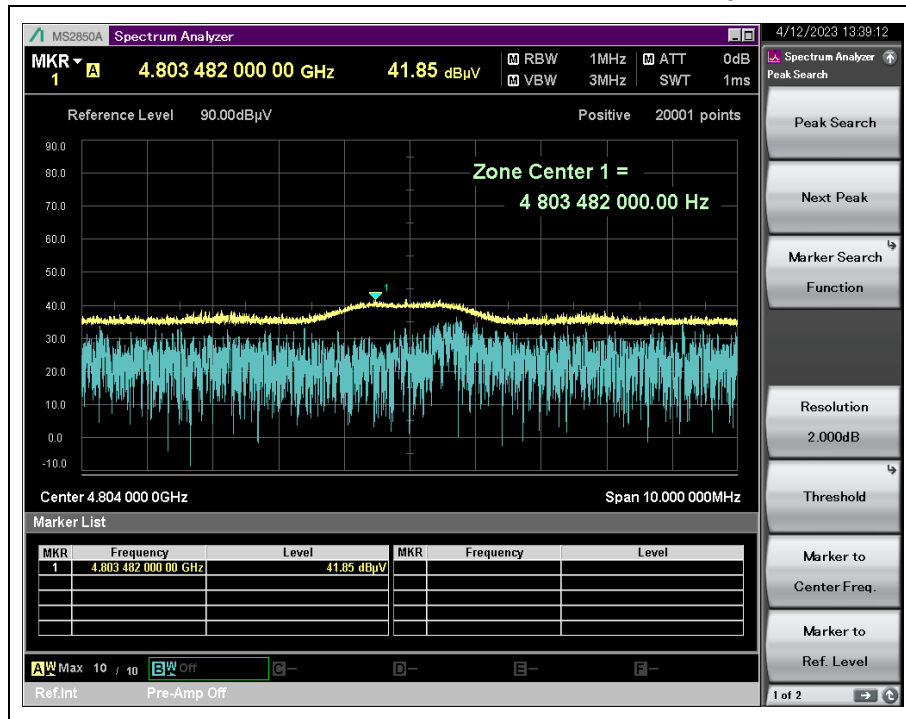 MS2850A Spectrum Analyzer
4/12/2023 13:39:12
MKR 1 A 4.803 482 000 00 GHz 41.85 dBµV
M RBW 1MHz M ATT 0dB
M VBW 3MHz SWT 1ms
Spectrum Analyzer
Peak Search
Reference Level 90.00dBµV Positive 20001 points
90.0
80.0
70.0
60.0
50.0
40.0
30.0
20.0
10.0
0.0
-10.0
Zone Center 1 =
4 803 482 000.00 Hz
1
Center 4.804 000 0GHz Span 10.000 000MHz
Marker List
MKR Frequency Level MKR Frequency Level
1 4.803 482 000 00 GHz 41.85 dBµV
A W Max 10 / 10 B W Off C - D - E - F -
Ref.Int Pre-Amp Off
Peak Search
Next Peak
Marker Search
Function
Resolution
2.000dB
Threshold
Marker to
Center Freq.
Marker to
Ref. Level
1 of 2